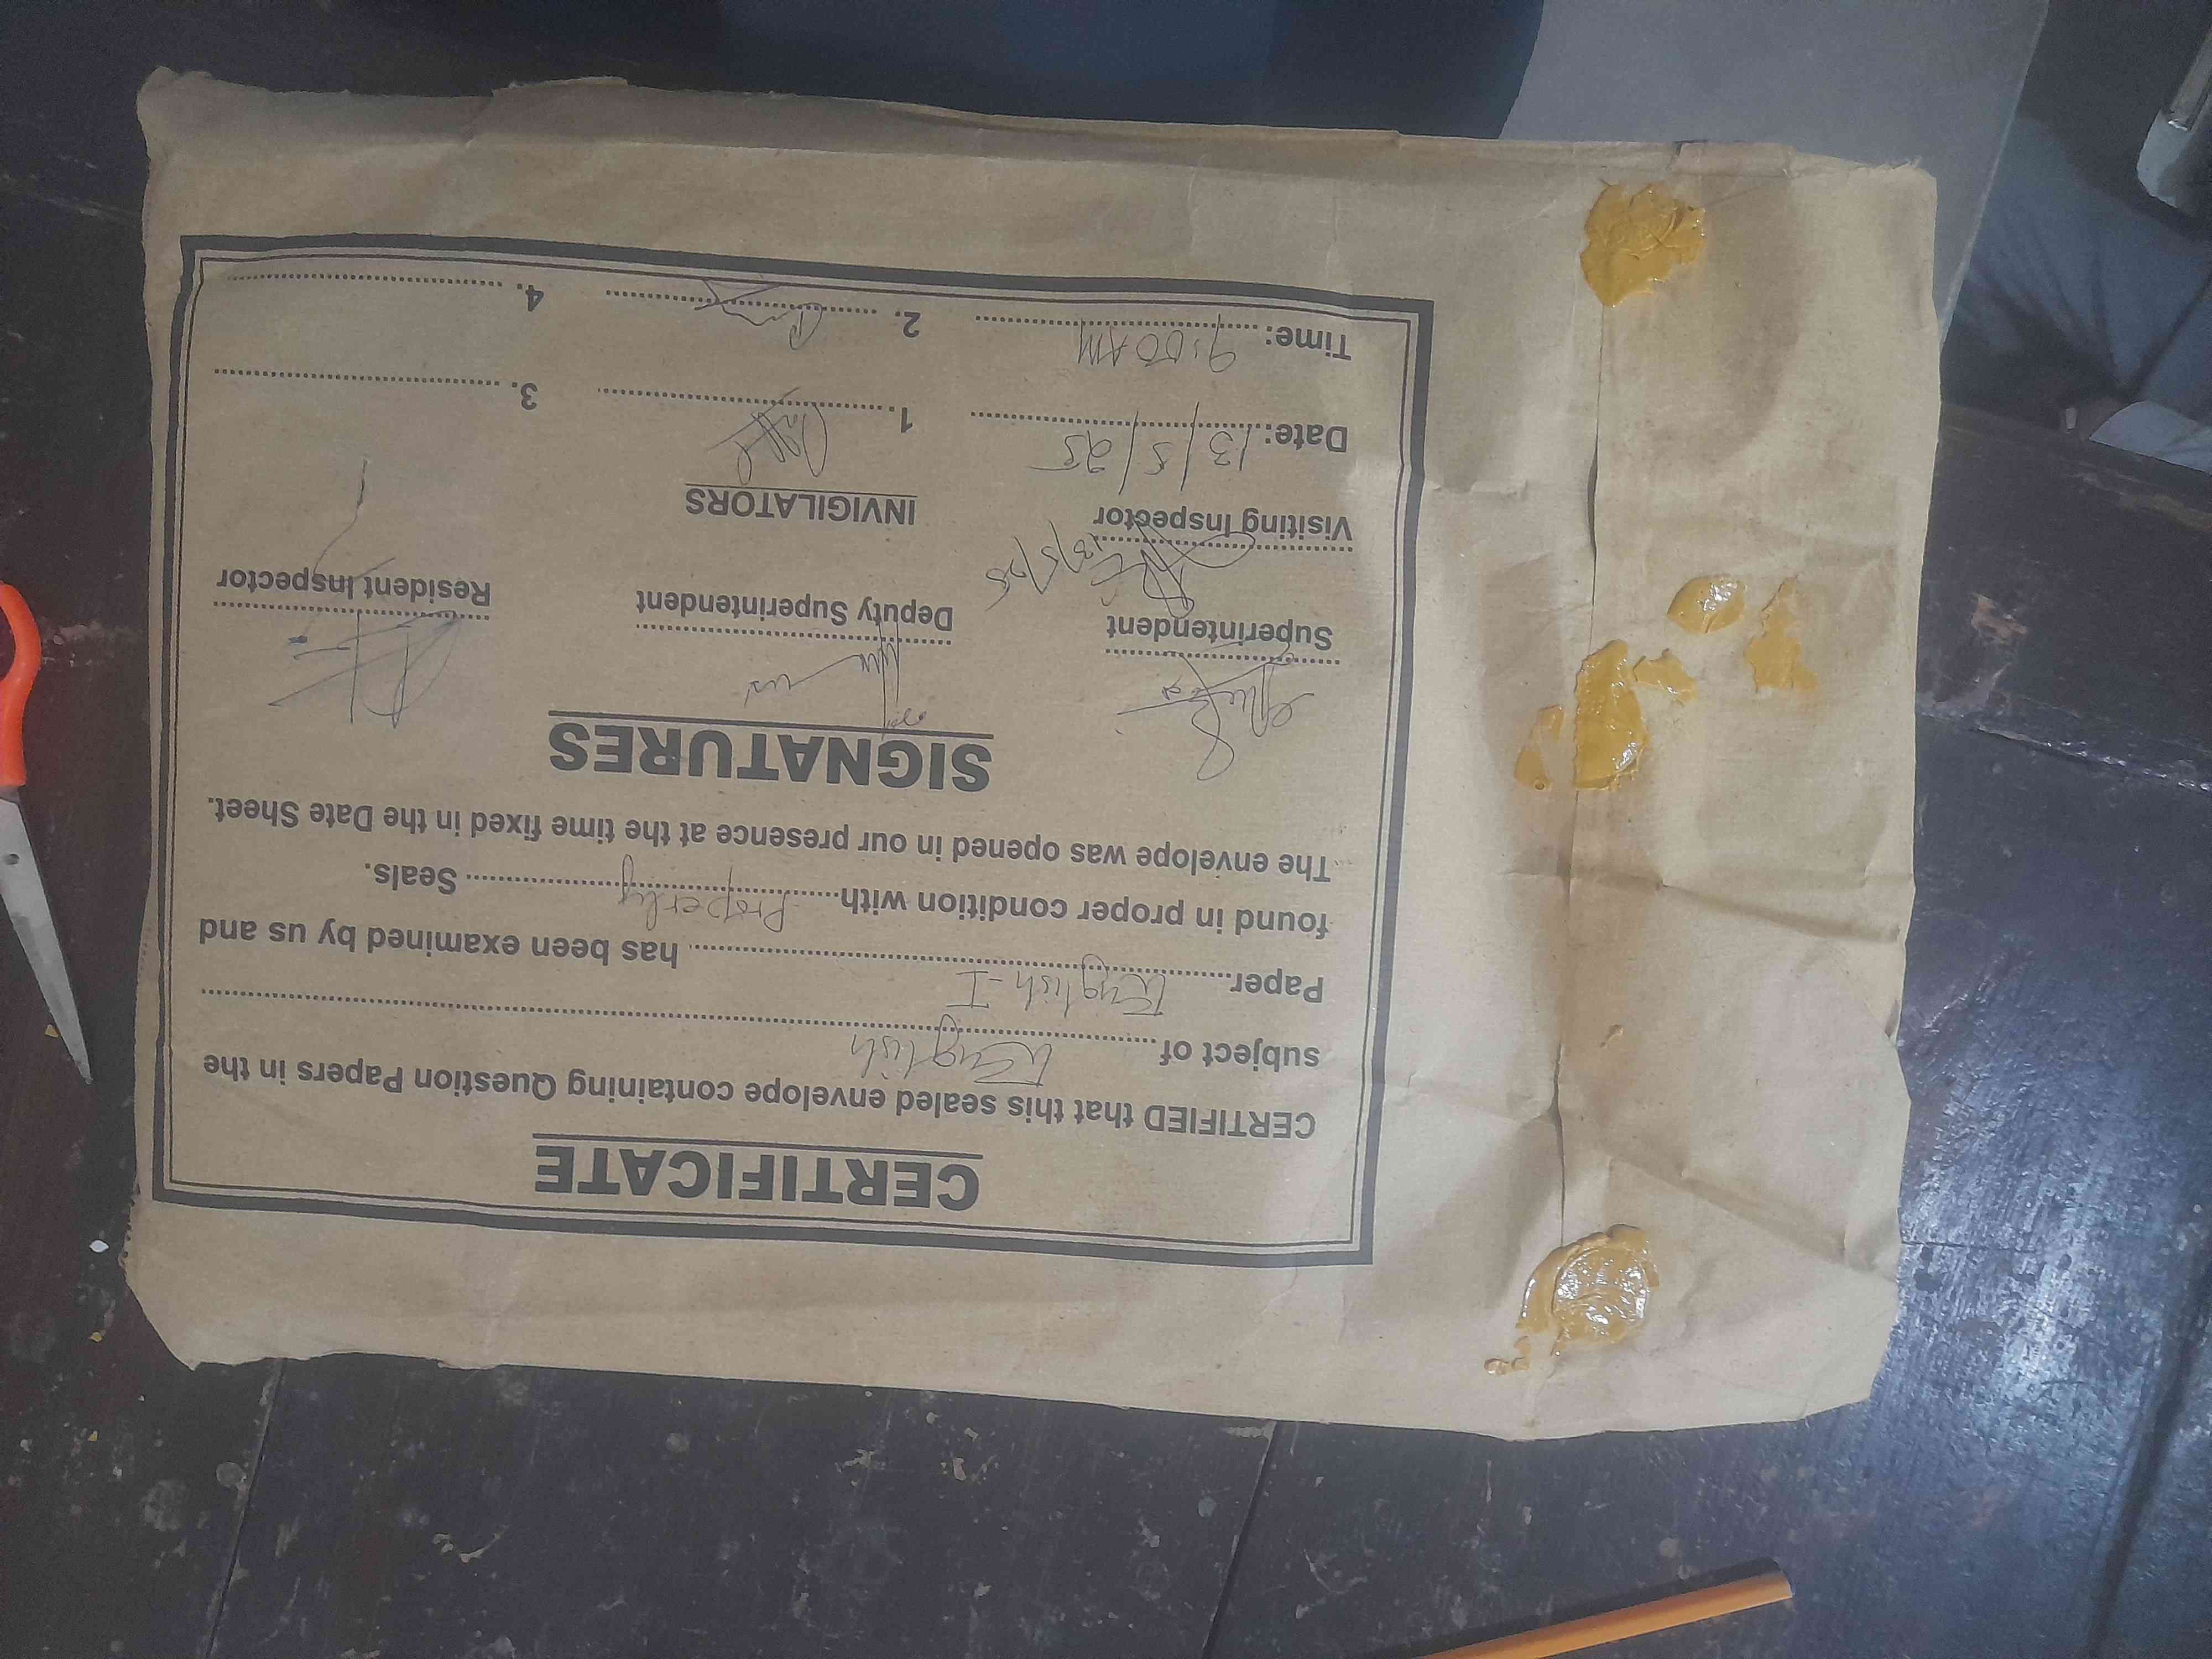 CERTIFICATE
CERTIFIED that this sealed envelope containing Question Papers in the
subject of English
Paper English-I has been examined by us and
found in proper condition with Properly Seals.
The envelope was opened in our presence at the time fixed in the Date Sheet.
SIGNATURES
Superintendent Deputy Superintendent Resident Inspector
13/5/25
Visiting Inspector INVIGILATORS
Date: 13/5/25 1. 3.
Time: 9:00 AM 2. 4.